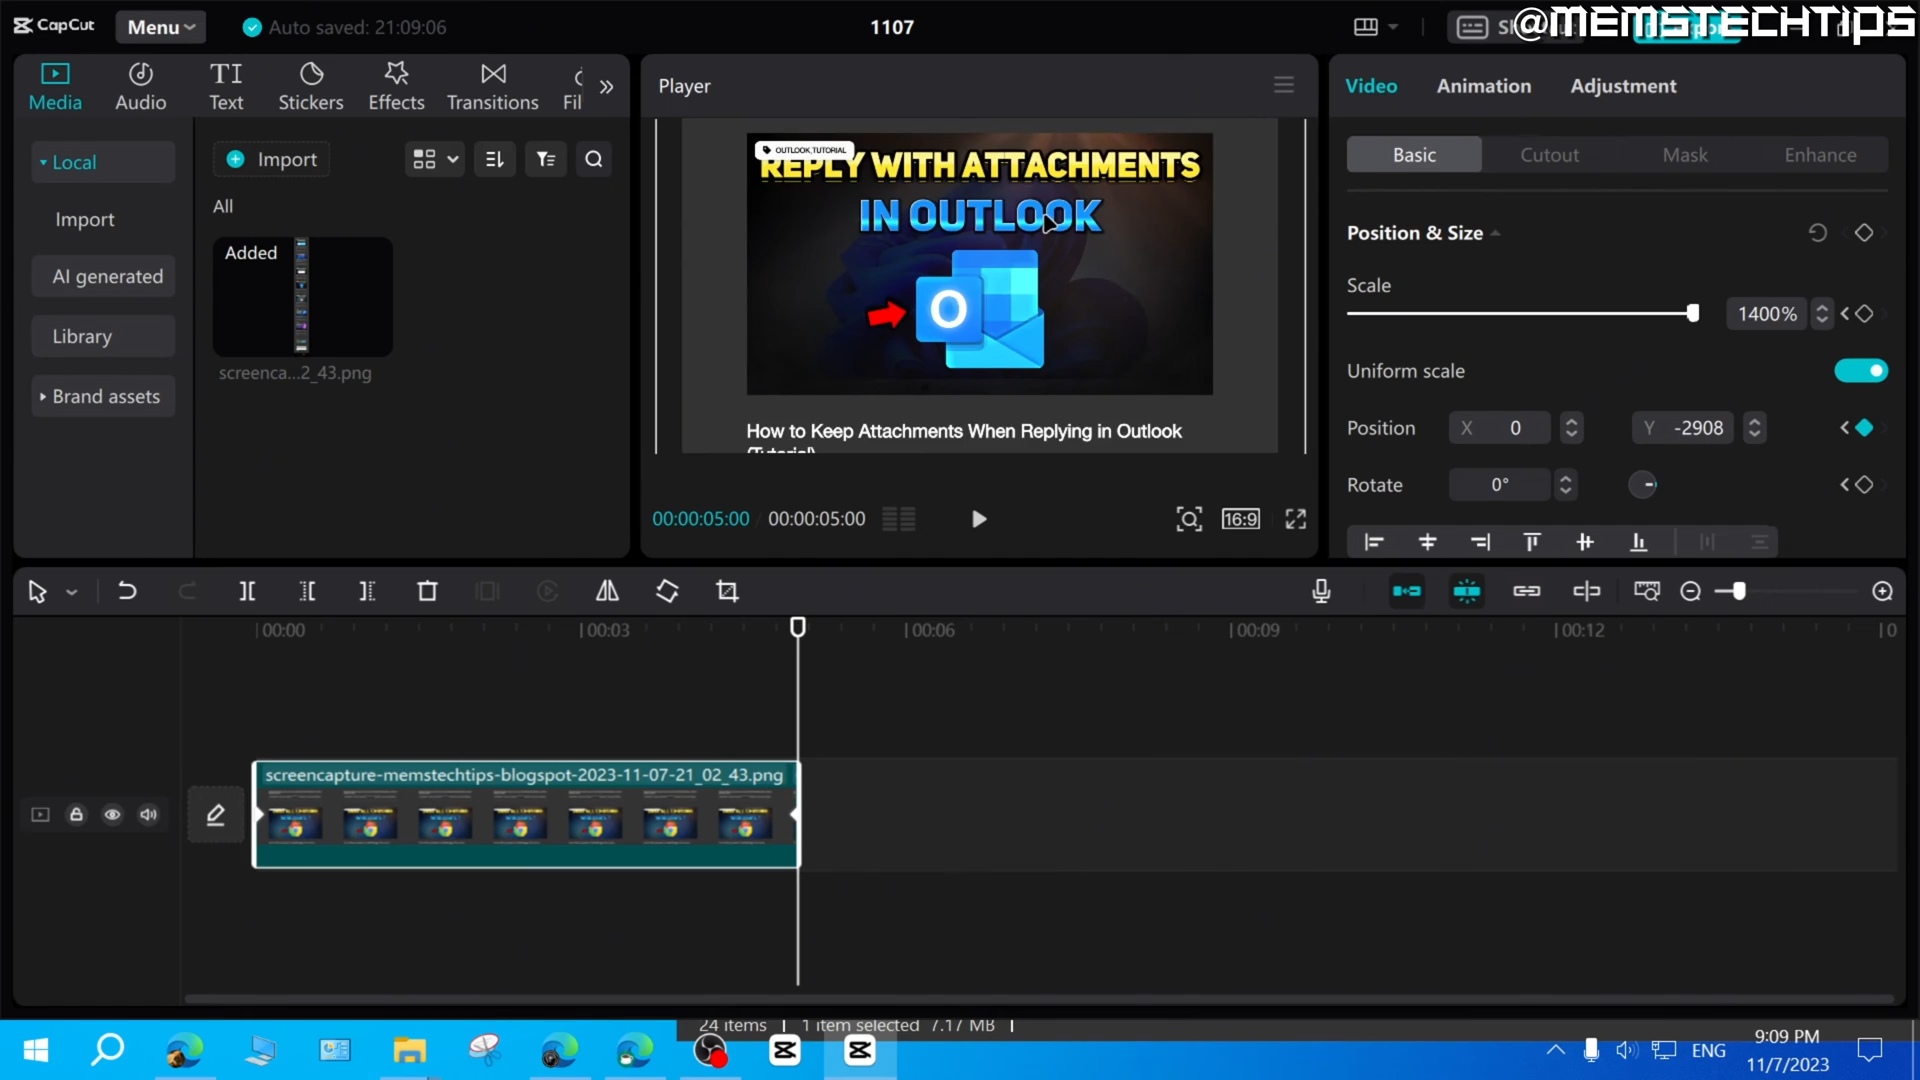 CapCut
Menu
Auto saved: 21:09:06
1107
@MEMSTECHTIPS
Media
Audio
Text
Stickers
Effects
Transitions
Fil
Player
Video
Animation
Adjustment
Local
Import
AI generated
Library
Brand assets
Import
All
Added
screenca...2_43.png
OUTLOOK,TUTORIAL
REPLY WITH ATTACHMENTS
IN OUTLOOK
How to Keep Attachments When Replying in Outlook
(Tutorial)
00:00:05:00
00:00:05:00
16:9
Basic
Cutout
Mask
Enhance
Position & Size
Scale
1400%
Uniform scale
Position
X 0
Y -2908
Rotate
0°
00:00
00:03
00:06
00:09
00:12
0
screencapture-memstechtips-blogspot-2023-11-07-21_02_43.png
24 items
1 item selected 7.17 MB
ENG
9:09 PM
11/7/2023